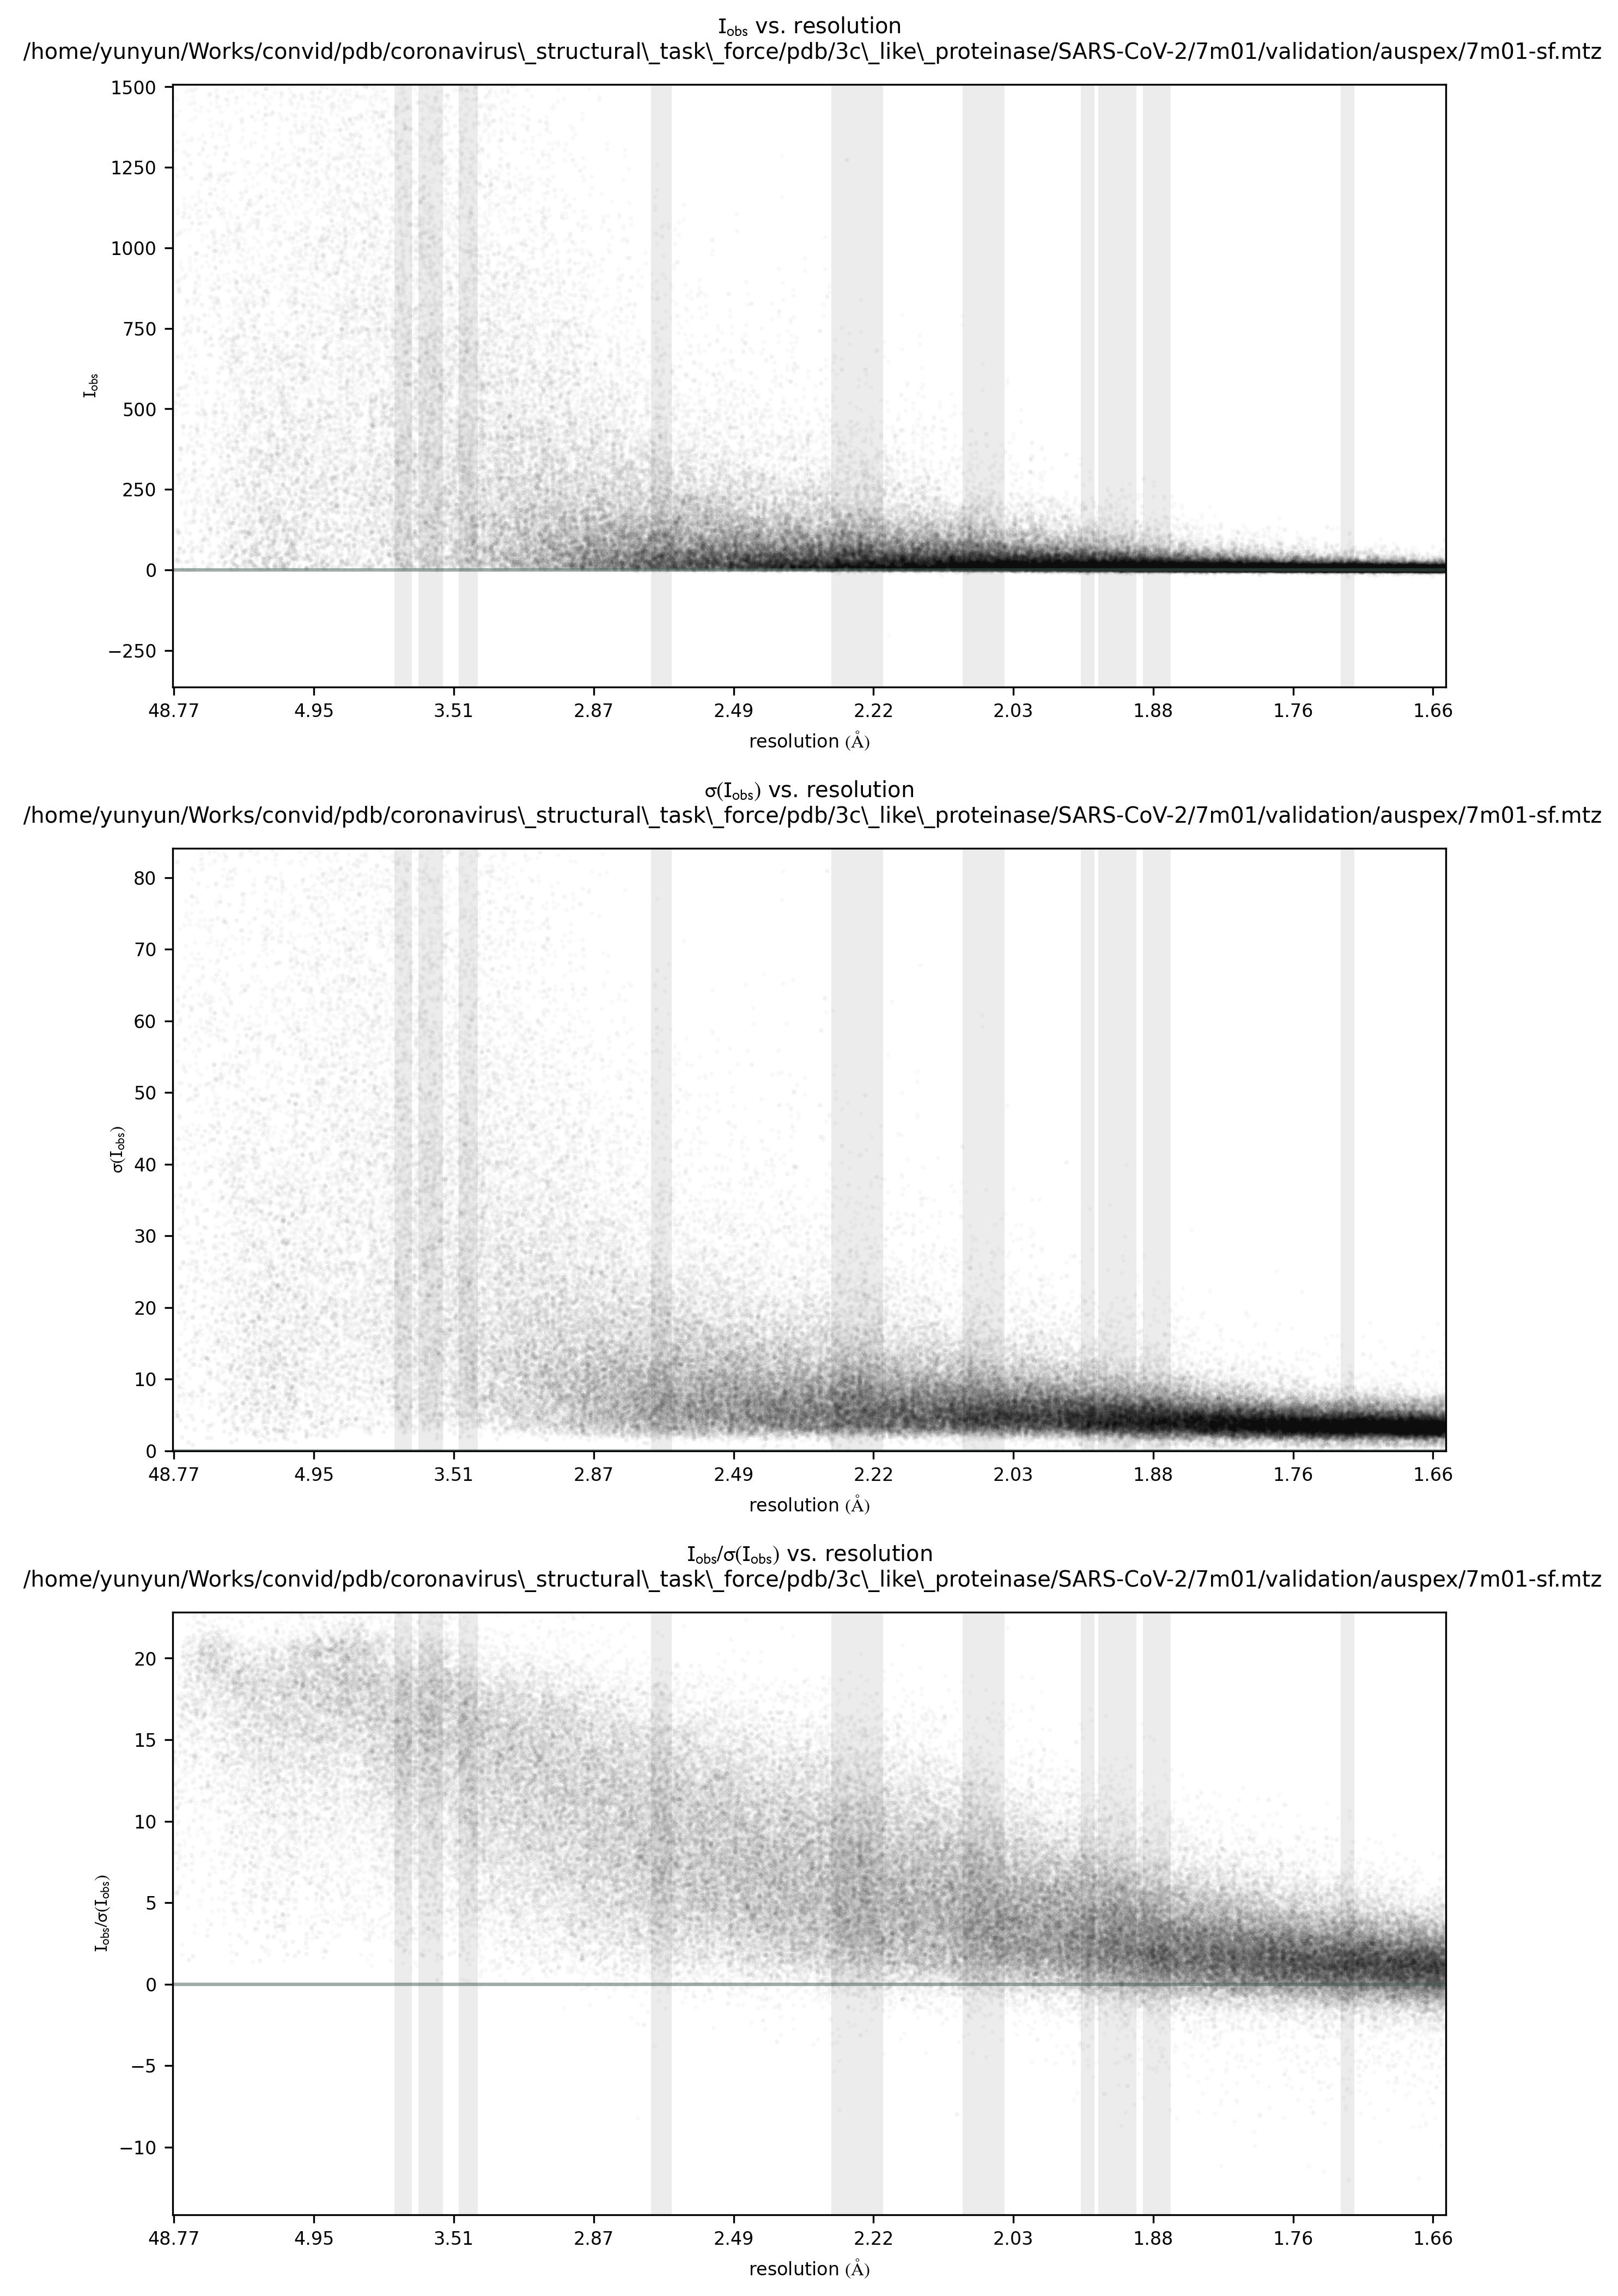 Iobs vs. resolution
/home/yunyun/Works/convid/pdb/coronavirus\_structural\_task\_force/pdb/3c\_like\_proteinase/SARS-CoV-2/7m01/validation/auspex/7m01-sf.mtz
1500
1250
1000
750
500
250
0
−250
Iobs
48.77 4.95 3.51 2.87 2.49 2.22 2.03 1.88 1.76 1.66
resolution (Å)
σ(Iobs) vs. resolution
/home/yunyun/Works/convid/pdb/coronavirus\_structural\_task\_force/pdb/3c\_like\_proteinase/SARS-CoV-2/7m01/validation/auspex/7m01-sf.mtz
80
70
60
50
40
30
20
10
0
σ(Iobs)
48.77 4.95 3.51 2.87 2.49 2.22 2.03 1.88 1.76 1.66
resolution (Å)
Iobs/σ(Iobs) vs. resolution
/home/yunyun/Works/convid/pdb/coronavirus\_structural\_task\_force/pdb/3c\_like\_proteinase/SARS-CoV-2/7m01/validation/auspex/7m01-sf.mtz
20
15
10
5
0
−5
−10
Iobs/σ(Iobs)
48.77 4.95 3.51 2.87 2.49 2.22 2.03 1.88 1.76 1.66
resolution (Å)